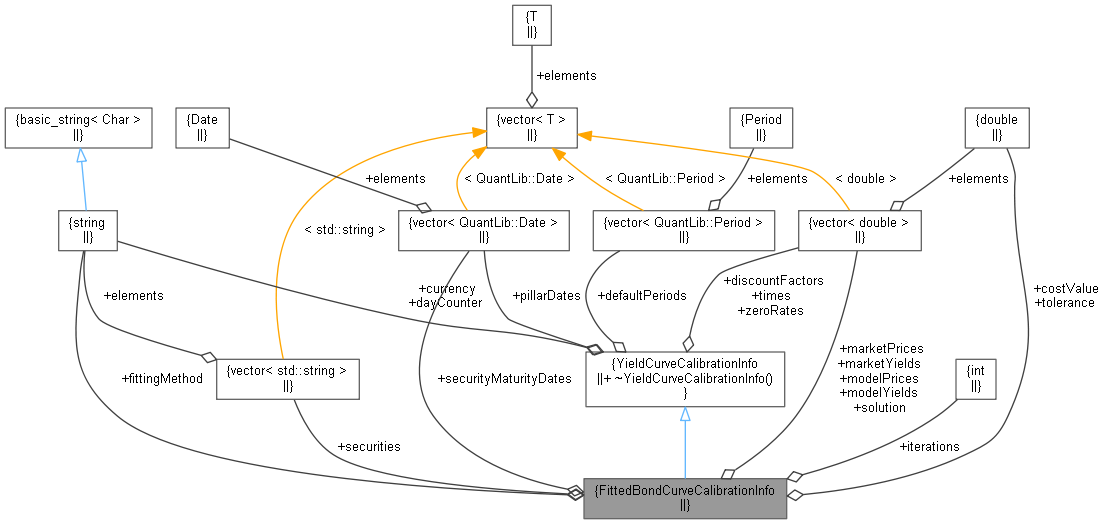 {T
||}
+elements
{basic_string< Char >
||}
{Date
||}
{vector< T >
||}
{Period
||}
{double
||}
+elements
< QuantLib::Date >
< QuantLib::Period >
+elements
< double >
+elements
{string
||}
< std::string >
{vector< QuantLib::Date >
||}
{vector< QuantLib::Period >
||}
{vector< double >
||}
+elements
+currency
+dayCounter
+pillarDates
+defaultPeriods
+discountFactors
+times
+zeroRates
+costValue
+tolerance
+fittingMethod
{vector< std::string >
||}
+securityMaturityDates
{YieldCurveCalibrationInfo
||+ ~YieldCurveCalibrationInfo()
}
+marketPrices
+marketYields
+modelPrices
+modelYields
+solution
{int
||}
+securities
+iterations
{FittedBondCurveCalibrationInfo
||}